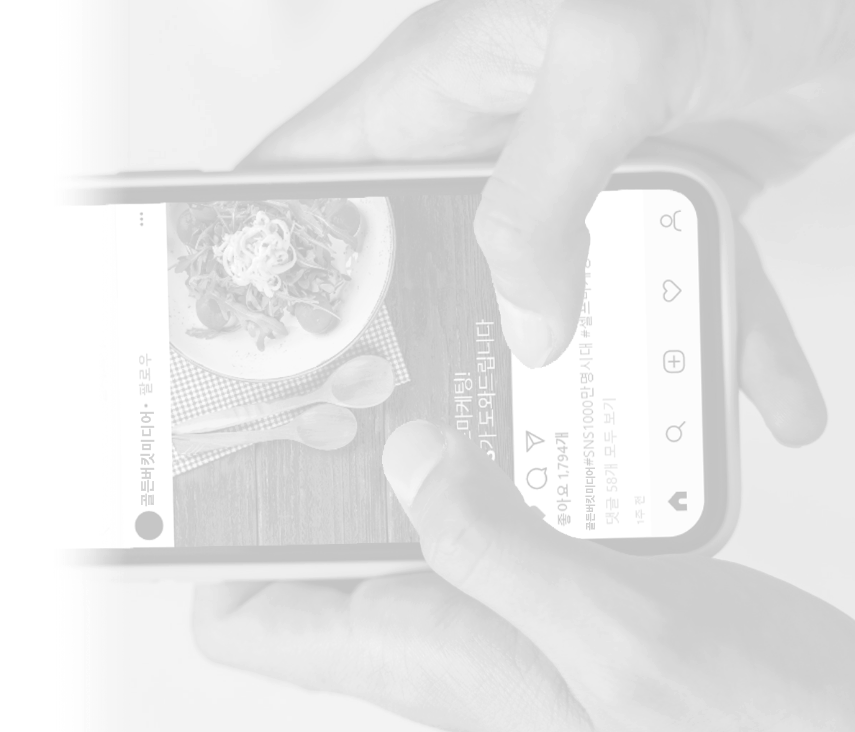 골든버킷미디어 • 팔로우
마케팅!
가 도와드립니다
좋아요 1,794개
골든버킷미디어#SNS1000만명시대
댓글 58개 모두 보기
1주 전